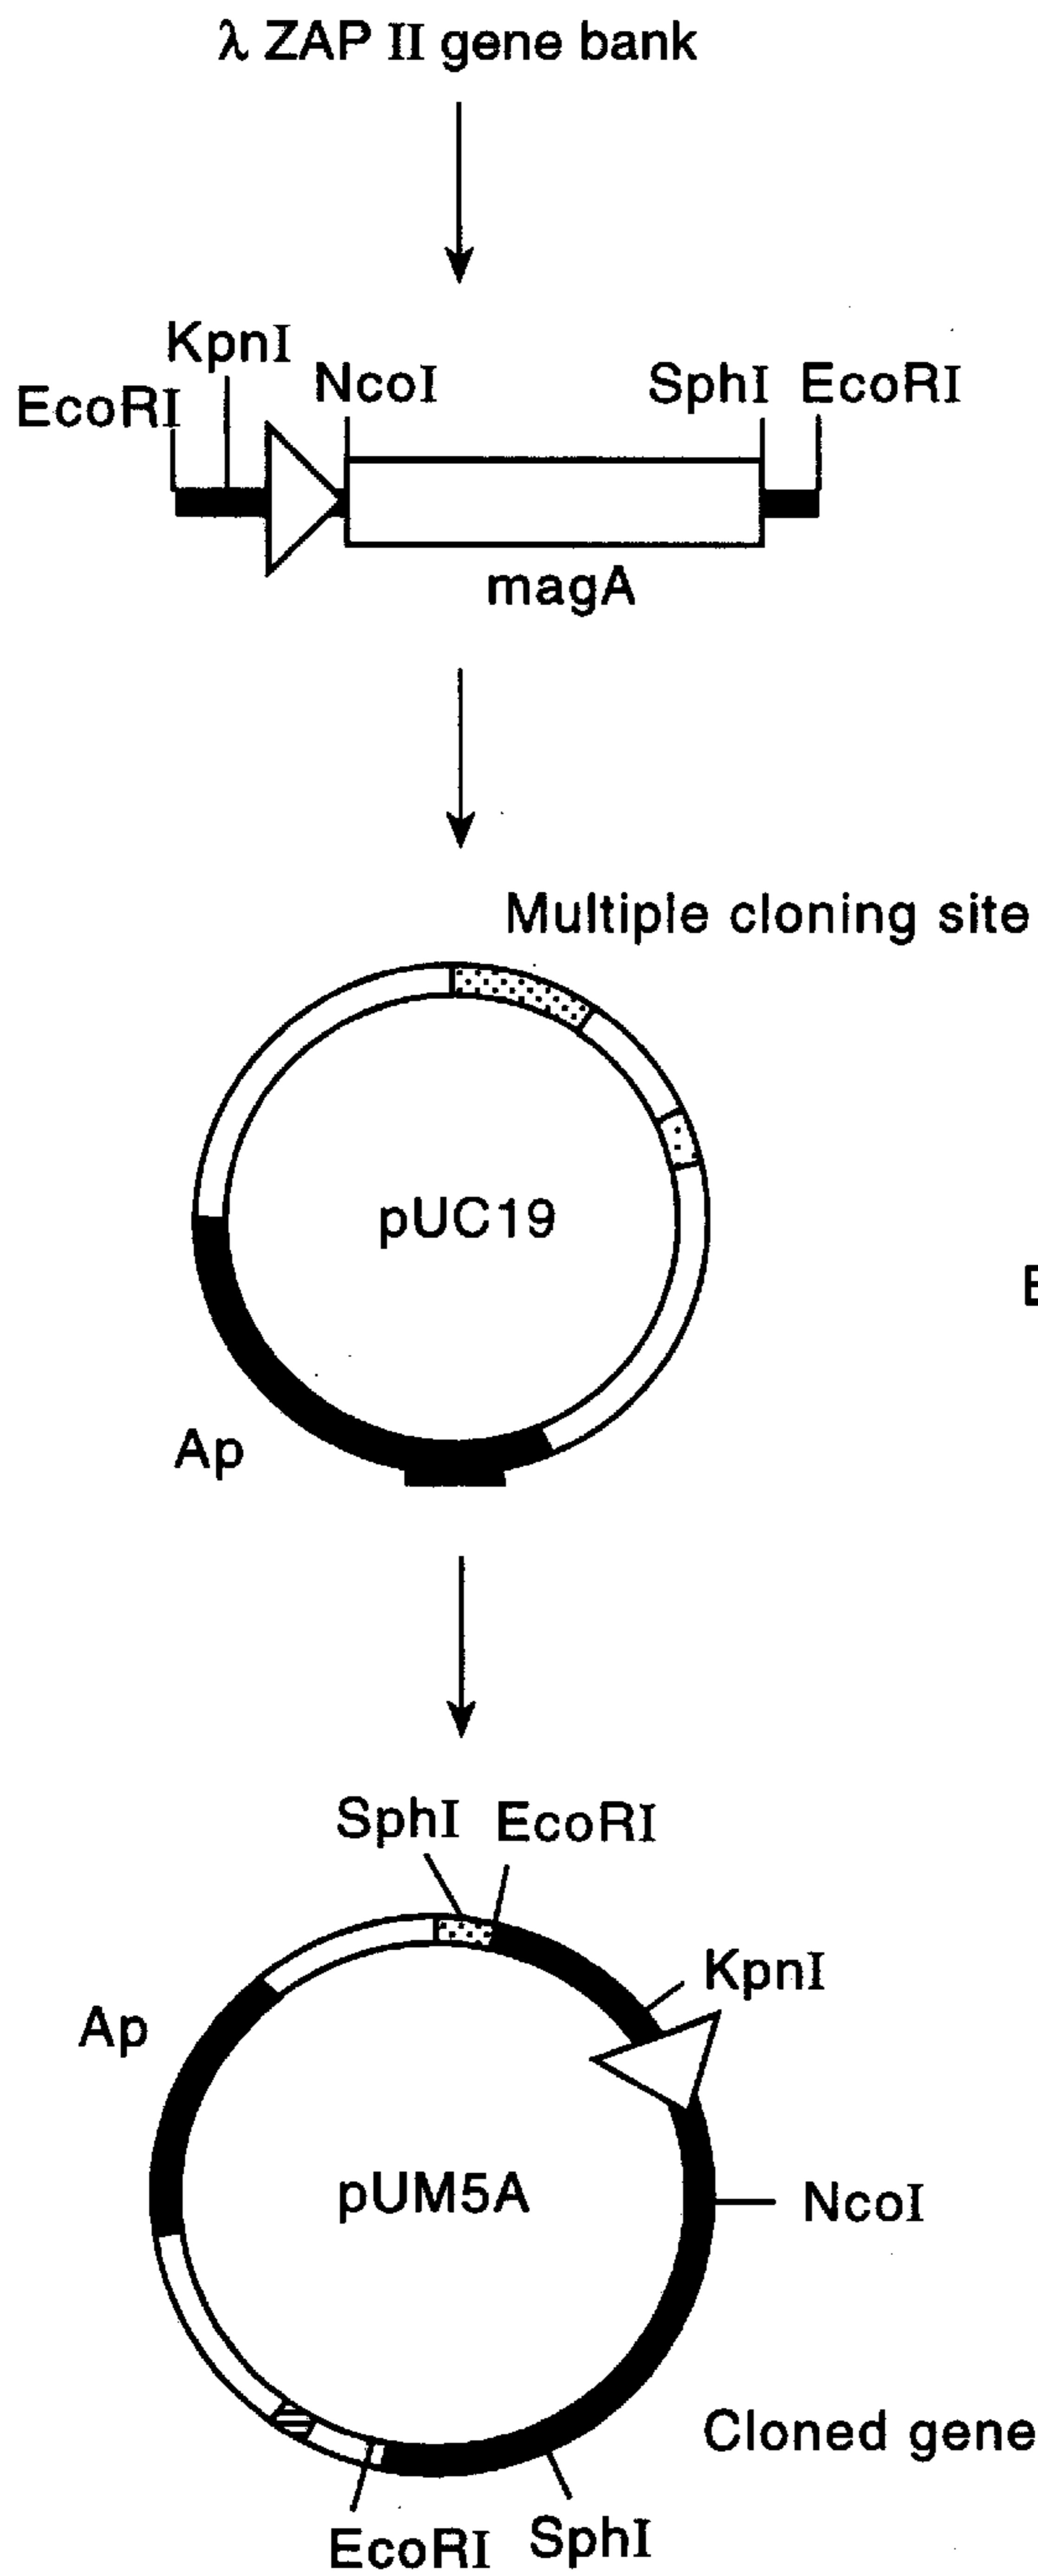 λ ZAP II gene bank
KpnI
EcoRI
NcoI
SphI
EcoRI
magA
Multiple cloning site
pUC19
E
Ap
SphI
EcoRI
KpnI
Ap
pUM5A
NcoI
Cloned gene
EcoRI
SphI